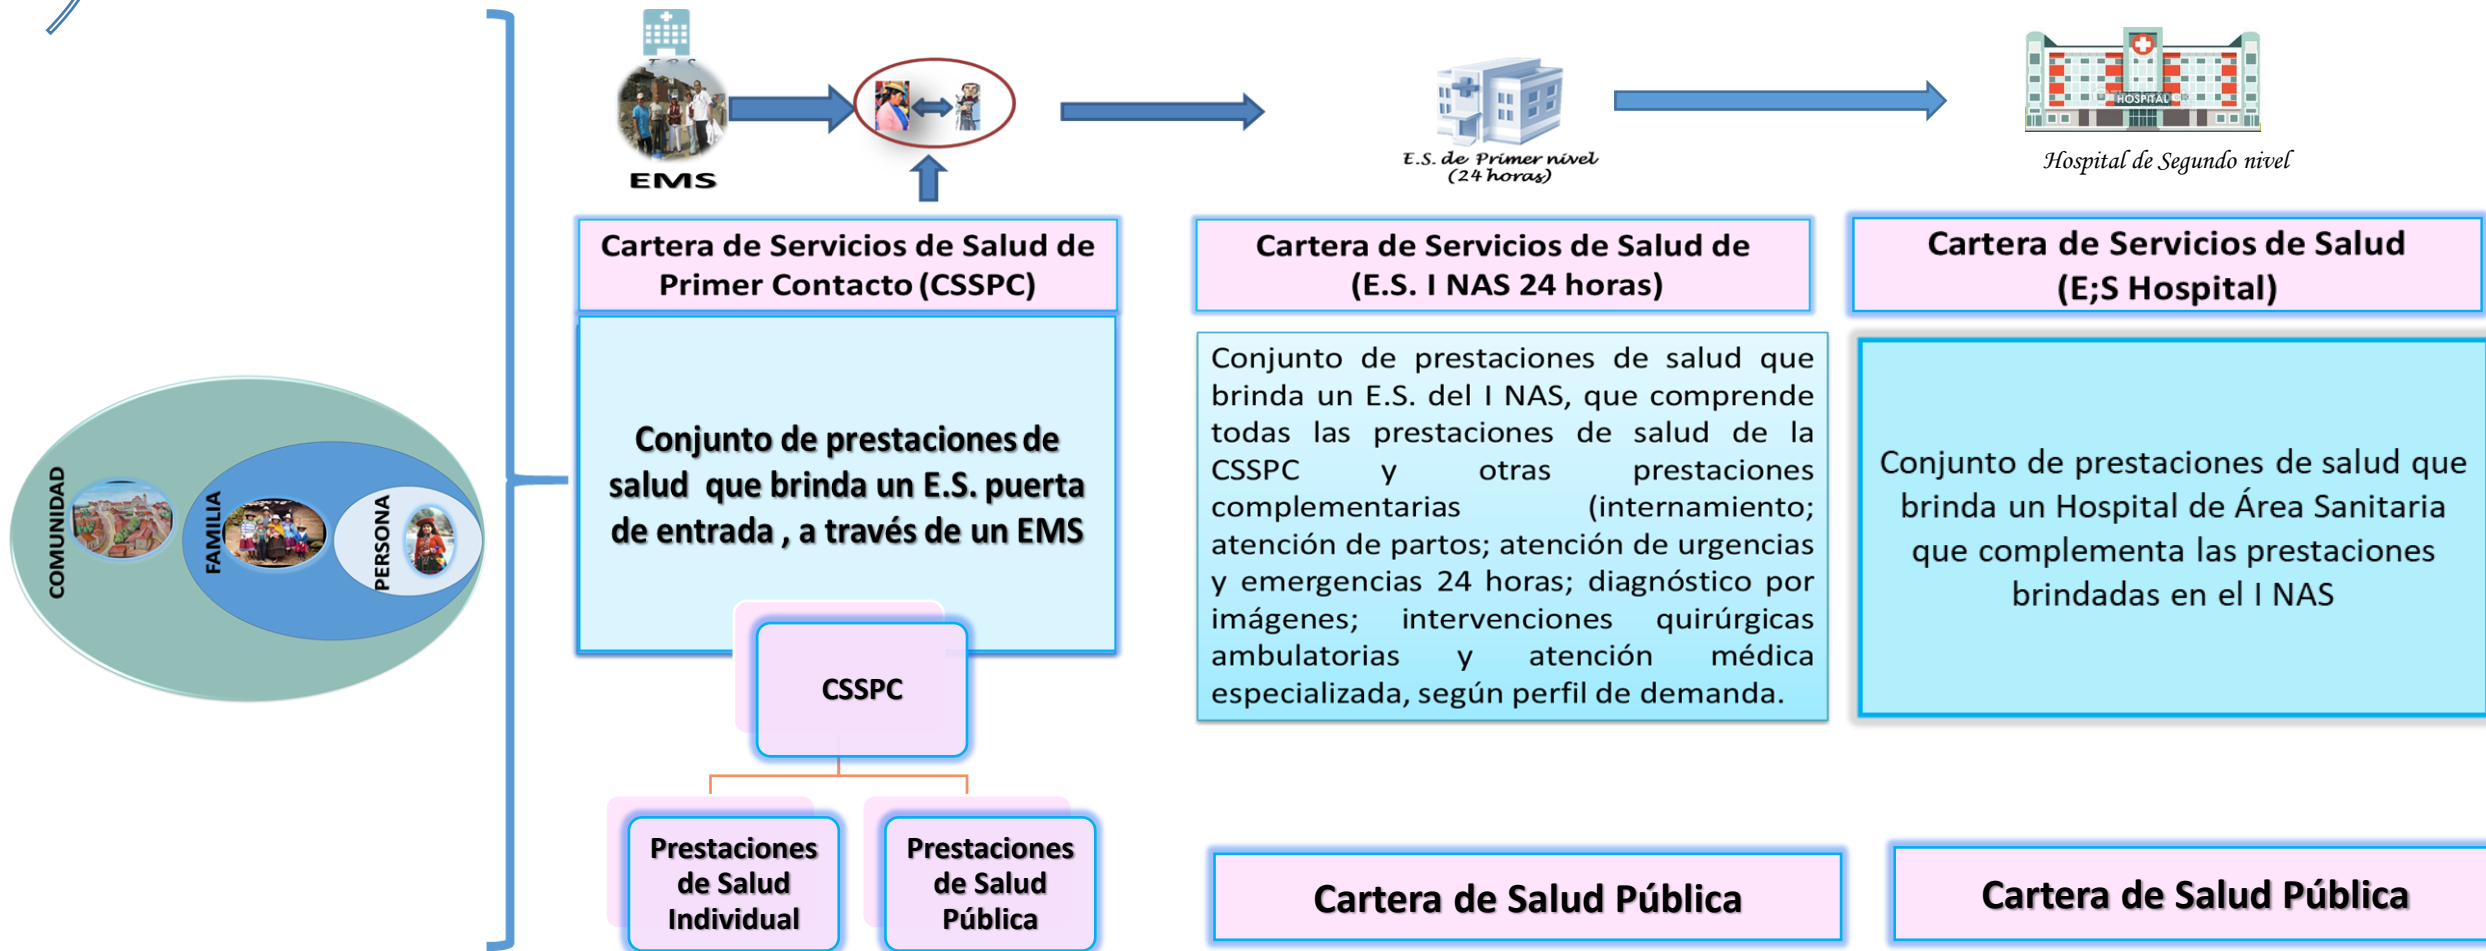 E.B.S
EMS
E.S. de Primer nivel
(24 horas)
HOSPITAL
Hospital de Segundo nivel
Cartera de Servicios de Salud de
Primer Contacto (CSSPC)
Cartera de Servicios de Salud de
(E.S. I NAS 24 horas)
Cartera de Servicios de Salud
(E;S Hospital)
COMUNIDAD
FAMILIA
PERSONA
Conjunto de prestaciones de
salud que brinda un E.S. puerta
de entrada , a través de un EMS
Conjunto de prestaciones de salud que
brinda un E.S. del I NAS, que comprende
todas las prestaciones de salud de la
CSSPC y otras prestaciones
complementarias (internamiento;
atención de partos; atención de urgencias
y emergencias 24 horas; diagnóstico por
imágenes; intervenciones quirúrgicas
ambulatorias y atención médica
especializada, según perfil de demanda.
Conjunto de prestaciones de salud que
brinda un Hospital de Área Sanitaria
que complementa las prestaciones
brindadas en el I NAS
CSSPC
Prestaciones
de Salud
Individual
Prestaciones
de Salud
Pública
Cartera de Salud Pública
Cartera de Salud Pública